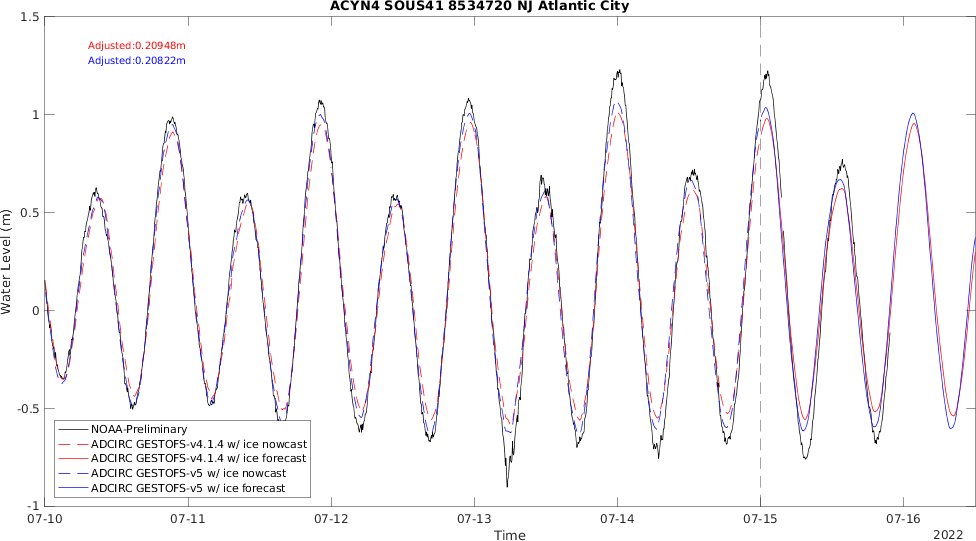 ACYN4 SOUS41 8534720 NJ Atlantic City
1.5
Adjusted:0.20948m
Adjusted:0.20822m
1
0.5
Water Level (m)
0
-0.5
NOAA-Preliminary
ADCIRC GESTOFS-v4.1.4 w/ ice nowcast
ADCIRC GESTOFS-v4.1.4 w/ ice forecast
ADCIRC GESTOFS-v5 w/ ice nowcast
ADCIRC GESTOFS-v5 w/ ice forecast
-1
07-10 07-11 07-12 07-13 07-14 07-15 07-16
Time
2022